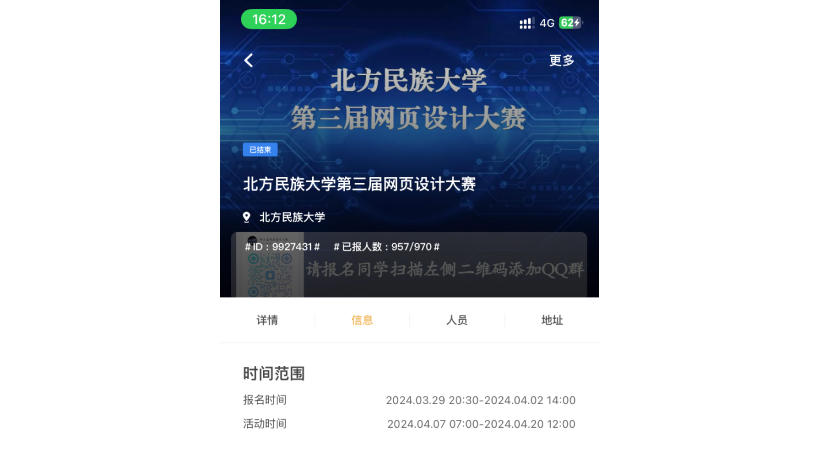 16:12
4G 62
更多
北方民族大学
第三届网页设计大赛
已结束
北方民族大学第三届网页设计大赛
北方民族大学
#ID：9927431# #已报人数：957/970#
请报名同学扫描左侧二维码添加QQ群
详情 信息 人员 地址
时间范围
报名时间 2024.03.29 20:30-2024.04.02 14:00
活动时间 2024.04.07 07:00-2024.04.20 12:00